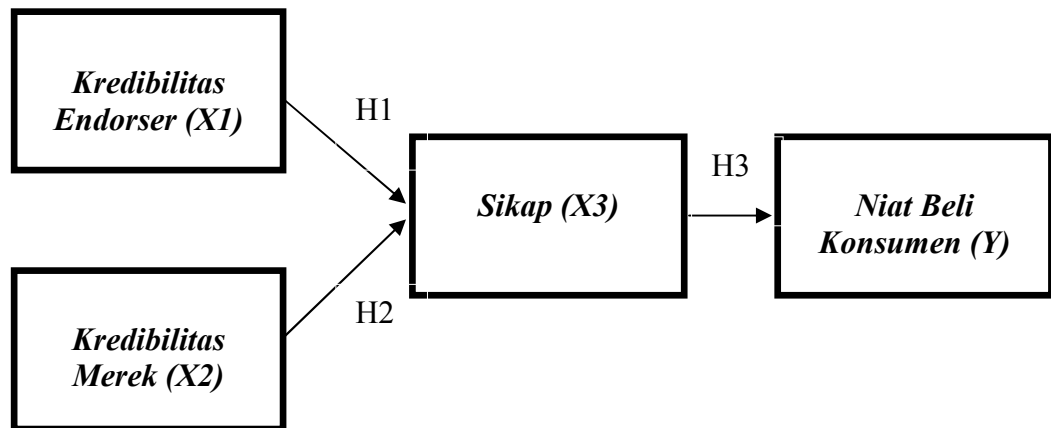 Kredibilitas
Endorser (X1)
H1
Sikap (X3)
H3
Niat Beli
Konsumen (Y)
H2
Kredibilitas
Merek (X2)